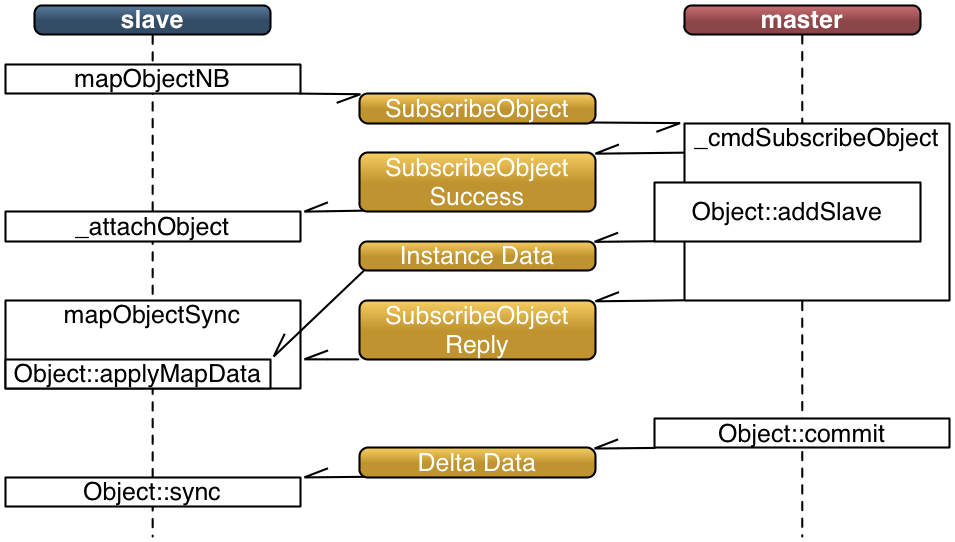 slave
master
mapObjectNB
SubscribeObject
_cmdSubscribeObject
SubscribeObject
Success
Object::addSlave
_attachObject
Instance Data
mapObjectSync
SubscribeObject
Reply
Object::applyMapData
Object::commit
Delta Data
Object::sync